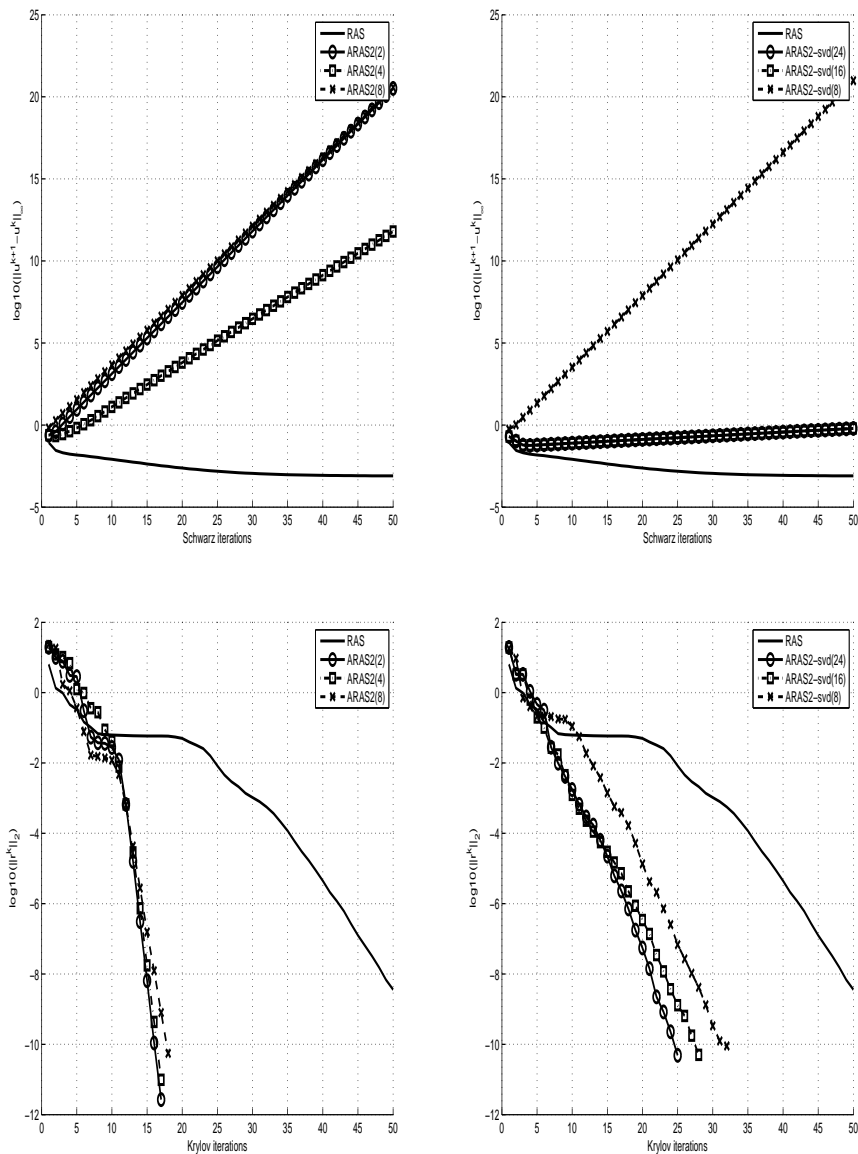 25
20
15
10
5
0
−5
0 5 10 15 20 25 30 35 40 45 50
Schwarz iterations
log10(||u^{k+1}−u^k||_∞)
RAS
ARAS2(2)
ARAS2(4)
ARAS2(8)
25
20
15
10
5
0
−5
0 5 10 15 20 25 30 35 40 45 50
Schwarz iterations
log10(||u^{k+1}−u^k||_∞)
RAS
ARAS2−svd(24)
ARAS2−svd(16)
ARAS2−svd(8)
2
0
−2
−4
−6
−8
−10
−12
0 5 10 15 20 25 30 35 40 45 50
Krylov iterations
log10(||r^k||_2)
RAS
ARAS2(2)
ARAS2(4)
ARAS2(8)
2
0
−2
−4
−6
−8
−10
−12
0 5 10 15 20 25 30 35 40 45 50
Krylov iterations
log10(||r^k||_2)
RAS
ARAS2−svd(24)
ARAS2−svd(16)
ARAS2−svd(8)